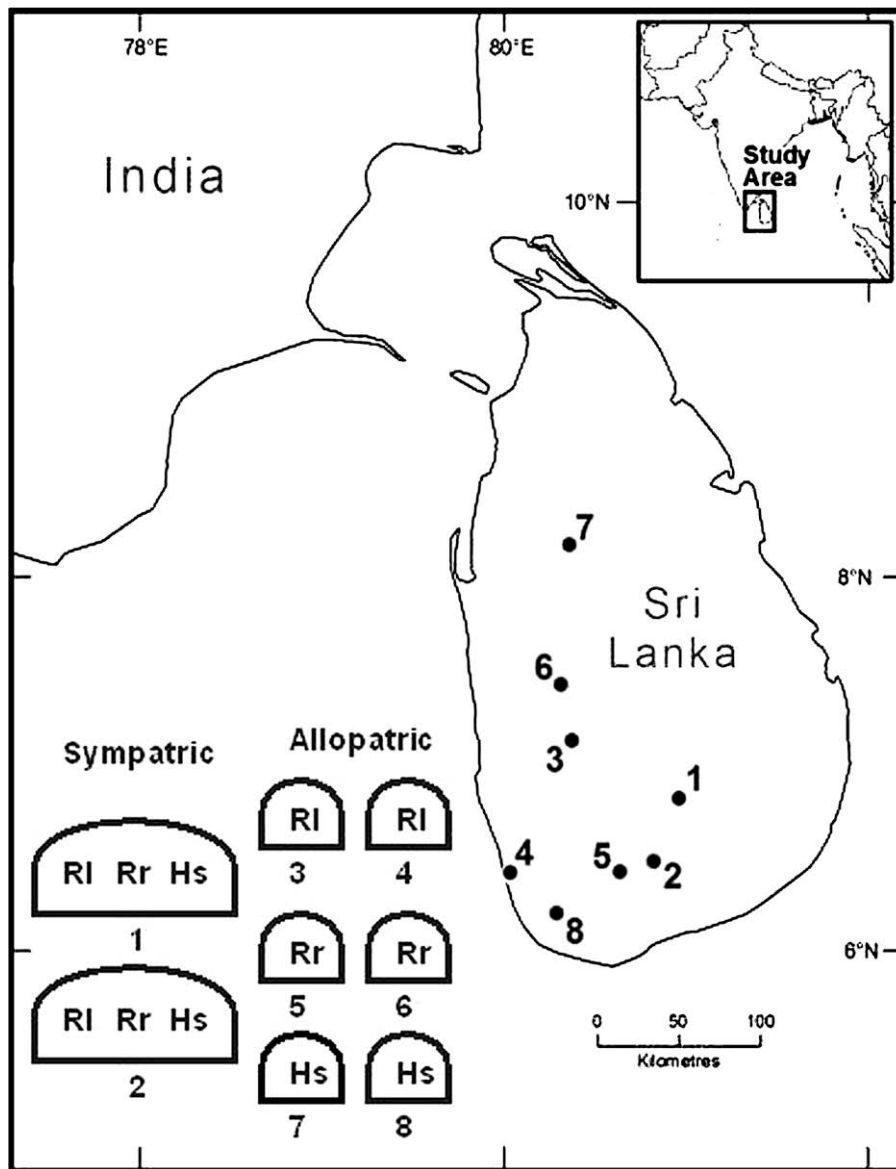 78°E
80°E
India
Study
Area
10°N
7
8°N
Sri
Lanka
6
3
1
4
5
2
8
6°N
0 50 100
Kilometres
Sympatric
Allopatric
Rl Rr Hs
1
Rl Rr Hs
2
Rl
3
Rl
4
Rr
5
Rr
6
Hs
7
Hs
8